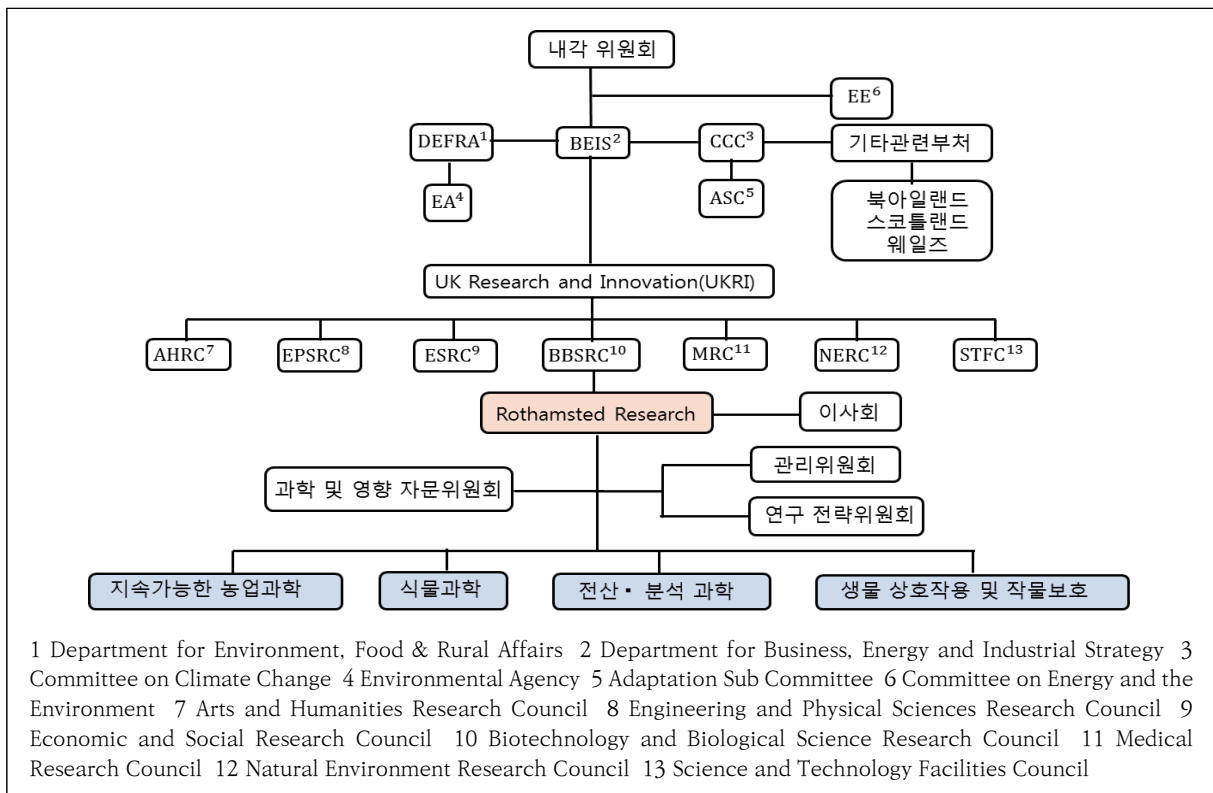 내각 위원회
EE⁶
DEFRA¹
BEIS²
CCC³
기타관련부처
EA⁴
ASC⁵
북아일랜드
스코틀랜드
웨일즈
UK Research and Innovation(UKRI)
AHRC⁷
EPSRC⁸
ESRC⁹
BBSRC¹⁰
MRC¹¹
NERC¹²
STFC¹³
Rothamsted Research
이사회
관리위원회
과학 및 영향 자문위원회
연구 전략위원회
지속가능한 농업과학
식물과학
전산· 분석 과학
생물 상호작용 및 작물보호
1 Department for Environment, Food & Rural Affairs 2 Department for Business, Energy and Industrial Strategy 3
Committee on Climate Change 4 Environmental Agency 5 Adaptation Sub Committee 6 Committee on Energy and the
Environment 7 Arts and Humanities Research Council 8 Engineering and Physical Sciences Research Council 9
Economic and Social Research Council 10 Biotechnology and Biological Science Research Council 11 Medical
Research Council 12 Natural Environment Research Council 13 Science and Technology Facilities Council